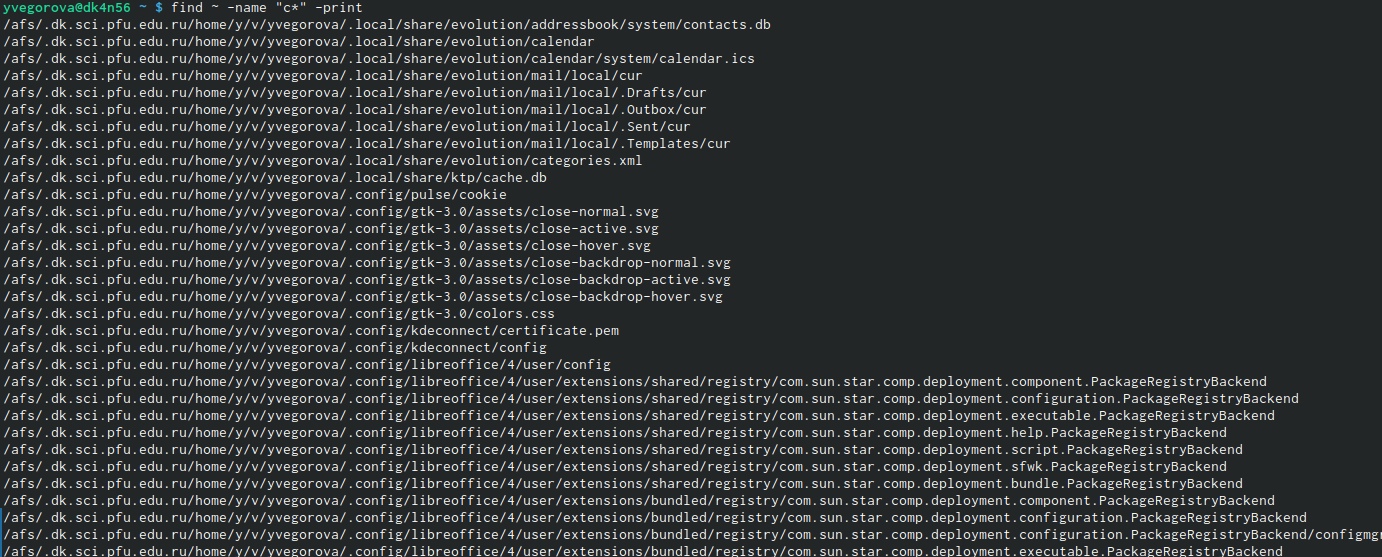 yvegorova@dk4n56 ~ $ find ~ -name "c*" -print
/afs/.dk.sci.pfu.edu.ru/home/y/v/yvegorova/.local/share/evolution/addressbook/system/contacts.db
/afs/.dk.sci.pfu.edu.ru/home/y/v/yvegorova/.local/share/evolution/calendar
/afs/.dk.sci.pfu.edu.ru/home/y/v/yvegorova/.local/share/evolution/calendar/system/calendar.ics
/afs/.dk.sci.pfu.edu.ru/home/y/v/yvegorova/.local/share/evolution/mail/local/cur
/afs/.dk.sci.pfu.edu.ru/home/y/v/yvegorova/.local/share/evolution/mail/local/.Drafts/cur
/afs/.dk.sci.pfu.edu.ru/home/y/v/yvegorova/.local/share/evolution/mail/local/.Outbox/cur
/afs/.dk.sci.pfu.edu.ru/home/y/v/yvegorova/.local/share/evolution/mail/local/.Sent/cur
/afs/.dk.sci.pfu.edu.ru/home/y/v/yvegorova/.local/share/evolution/mail/local/.Templates/cur
/afs/.dk.sci.pfu.edu.ru/home/y/v/yvegorova/.local/share/evolution/categories.xml
/afs/.dk.sci.pfu.edu.ru/home/y/v/yvegorova/.local/share/ktp/cache.db
/afs/.dk.sci.pfu.edu.ru/home/y/v/yvegorova/.config/pulse/cookie
/afs/.dk.sci.pfu.edu.ru/home/y/v/yvegorova/.config/gtk-3.0/assets/close-normal.svg
/afs/.dk.sci.pfu.edu.ru/home/y/v/yvegorova/.config/gtk-3.0/assets/close-active.svg
/afs/.dk.sci.pfu.edu.ru/home/y/v/yvegorova/.config/gtk-3.0/assets/close-hover.svg
/afs/.dk.sci.pfu.edu.ru/home/y/v/yvegorova/.config/gtk-3.0/assets/close-backdrop-normal.svg
/afs/.dk.sci.pfu.edu.ru/home/y/v/yvegorova/.config/gtk-3.0/assets/close-backdrop-active.svg
/afs/.dk.sci.pfu.edu.ru/home/y/v/yvegorova/.config/gtk-3.0/assets/close-backdrop-hover.svg
/afs/.dk.sci.pfu.edu.ru/home/y/v/yvegorova/.config/gtk-3.0/colors.css
/afs/.dk.sci.pfu.edu.ru/home/y/v/yvegorova/.config/kdeconnect/certificate.pem
/afs/.dk.sci.pfu.edu.ru/home/y/v/yvegorova/.config/kdeconnect/config
/afs/.dk.sci.pfu.edu.ru/home/y/v/yvegorova/.config/libreoffice/4/user/config
/afs/.dk.sci.pfu.edu.ru/home/y/v/yvegorova/.config/libreoffice/4/user/extensions/shared/registry/com.sun.star.comp.deployment.component.PackageRegistryBackend
/afs/.dk.sci.pfu.edu.ru/home/y/v/yvegorova/.config/libreoffice/4/user/extensions/shared/registry/com.sun.star.comp.deployment.configuration.PackageRegistryBackend
/afs/.dk.sci.pfu.edu.ru/home/y/v/yvegorova/.config/libreoffice/4/user/extensions/shared/registry/com.sun.star.comp.deployment.executable.PackageRegistryBackend
/afs/.dk.sci.pfu.edu.ru/home/y/v/yvegorova/.config/libreoffice/4/user/extensions/shared/registry/com.sun.star.comp.deployment.help.PackageRegistryBackend
/afs/.dk.sci.pfu.edu.ru/home/y/v/yvegorova/.config/libreoffice/4/user/extensions/shared/registry/com.sun.star.comp.deployment.script.PackageRegistryBackend
/afs/.dk.sci.pfu.edu.ru/home/y/v/yvegorova/.config/libreoffice/4/user/extensions/shared/registry/com.sun.star.comp.deployment.sfwk.PackageRegistryBackend
/afs/.dk.sci.pfu.edu.ru/home/y/v/yvegorova/.config/libreoffice/4/user/extensions/shared/registry/com.sun.star.comp.deployment.bundle.PackageRegistryBackend
/afs/.dk.sci.pfu.edu.ru/home/y/v/yvegorova/.config/libreoffice/4/user/extensions/bundled/registry/com.sun.star.comp.deployment.component.PackageRegistryBackend
/afs/.dk.sci.pfu.edu.ru/home/y/v/yvegorova/.config/libreoffice/4/user/extensions/bundled/registry/com.sun.star.comp.deployment.configuration.PackageRegistryBackend
/afs/.dk.sci.pfu.edu.ru/home/y/v/yvegorova/.config/libreoffice/4/user/extensions/bundled/registry/com.sun.star.comp.deployment.configuration.PackageRegistryBackend/configmgr
/afs/.dk.sci.pfu.edu.ru/home/y/v/yvegorova/.config/libreoffice/4/user/extensions/bundled/registry/com.sun.star.comp.deployment.executable.PackageRegistryBackend